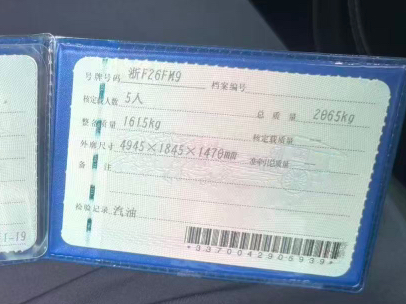 号牌号码 浙F26FM9 档案编号
核定载人数 5人 总质量 2065kg
整备质量 1615kg 核定载质量
外廓尺寸 4945×1845×1470mm 准牵引总质量
备注
检验记录 汽油
1-19